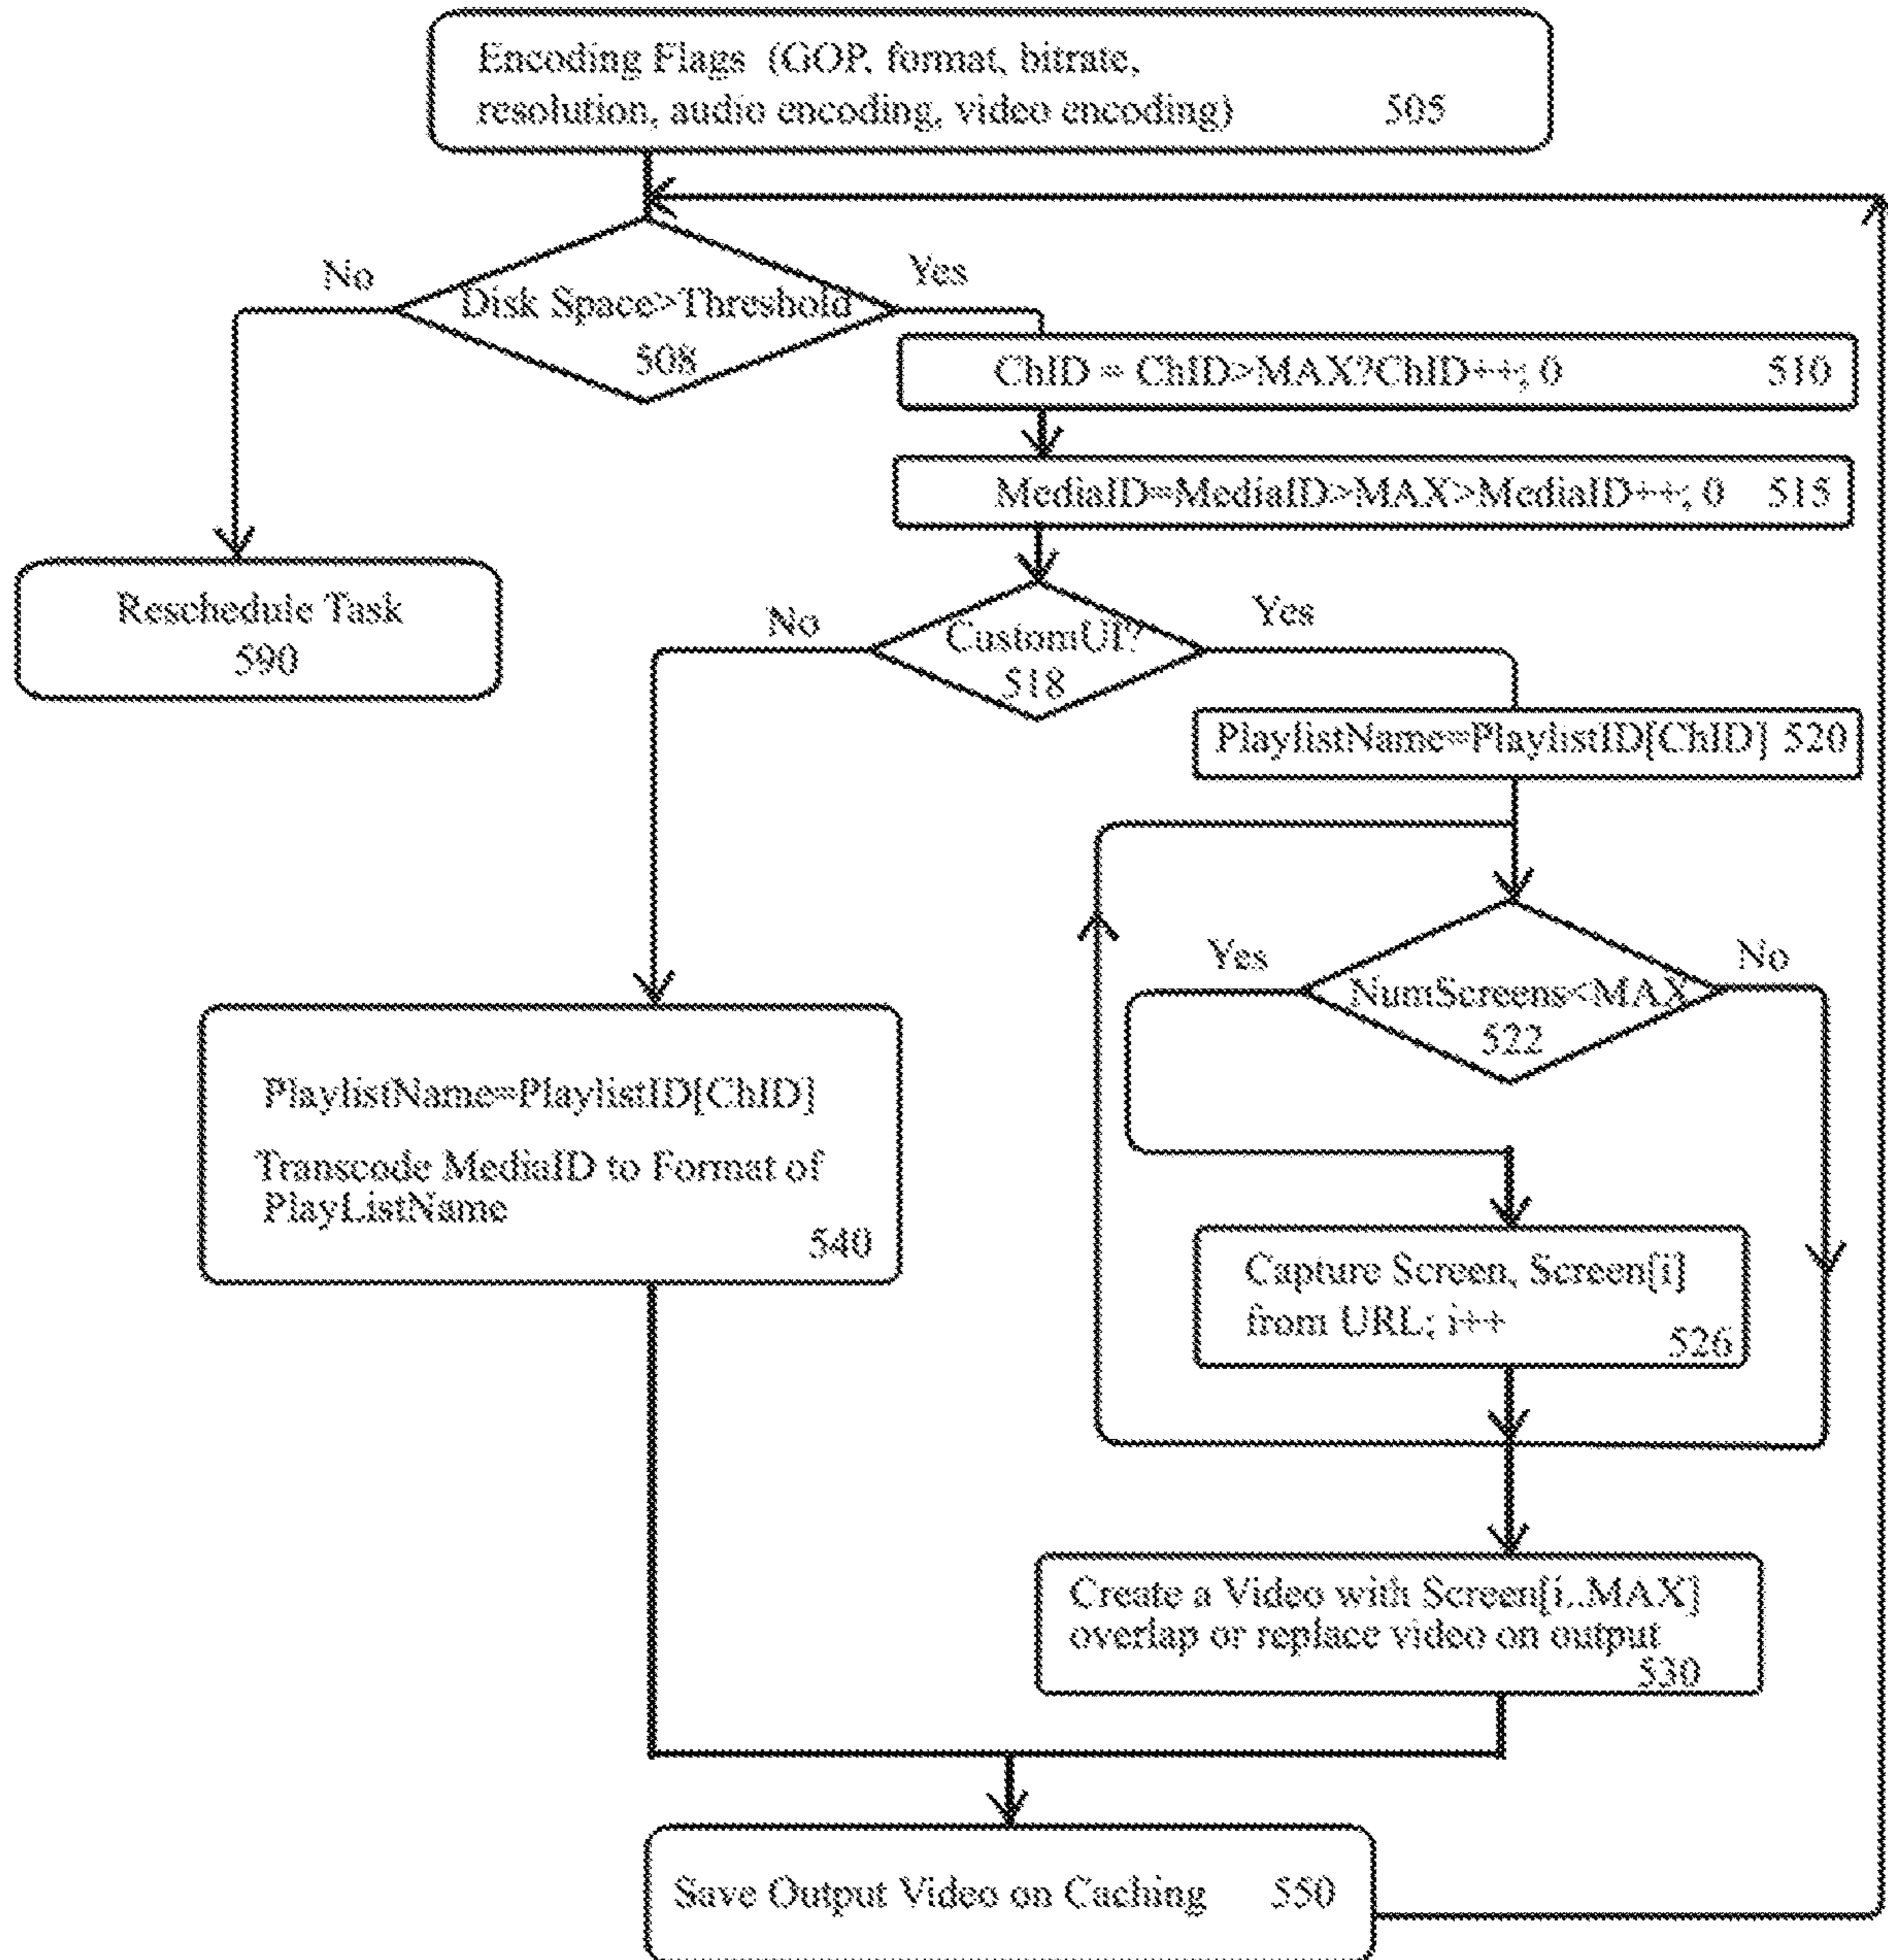 Encoding Flags (GOP, format, bitrate,
resolution, audio encoding, video encoding) 505
No
Yes
Disk Space>Threshold
508
ChID = ChID>MAX?ChID++; 0 510
MediaID=MediaID>MAX>MediaID++; 0 515
Reschedule Task
590
No
Yes
CustomUI?
518
PlaylistName=PlaylistID[ChID] 520
Yes
No
NumScreens<MAX
522
PlaylistName=PlaylistID[ChID]
Transcode MediaID to Format of
PlayListName
540
Capture Screen, Screen[i]
from URL; i++
526
Create a Video with Screen[i..MAX]
overlap or replace video on output
530
Save Output Video on Caching 550